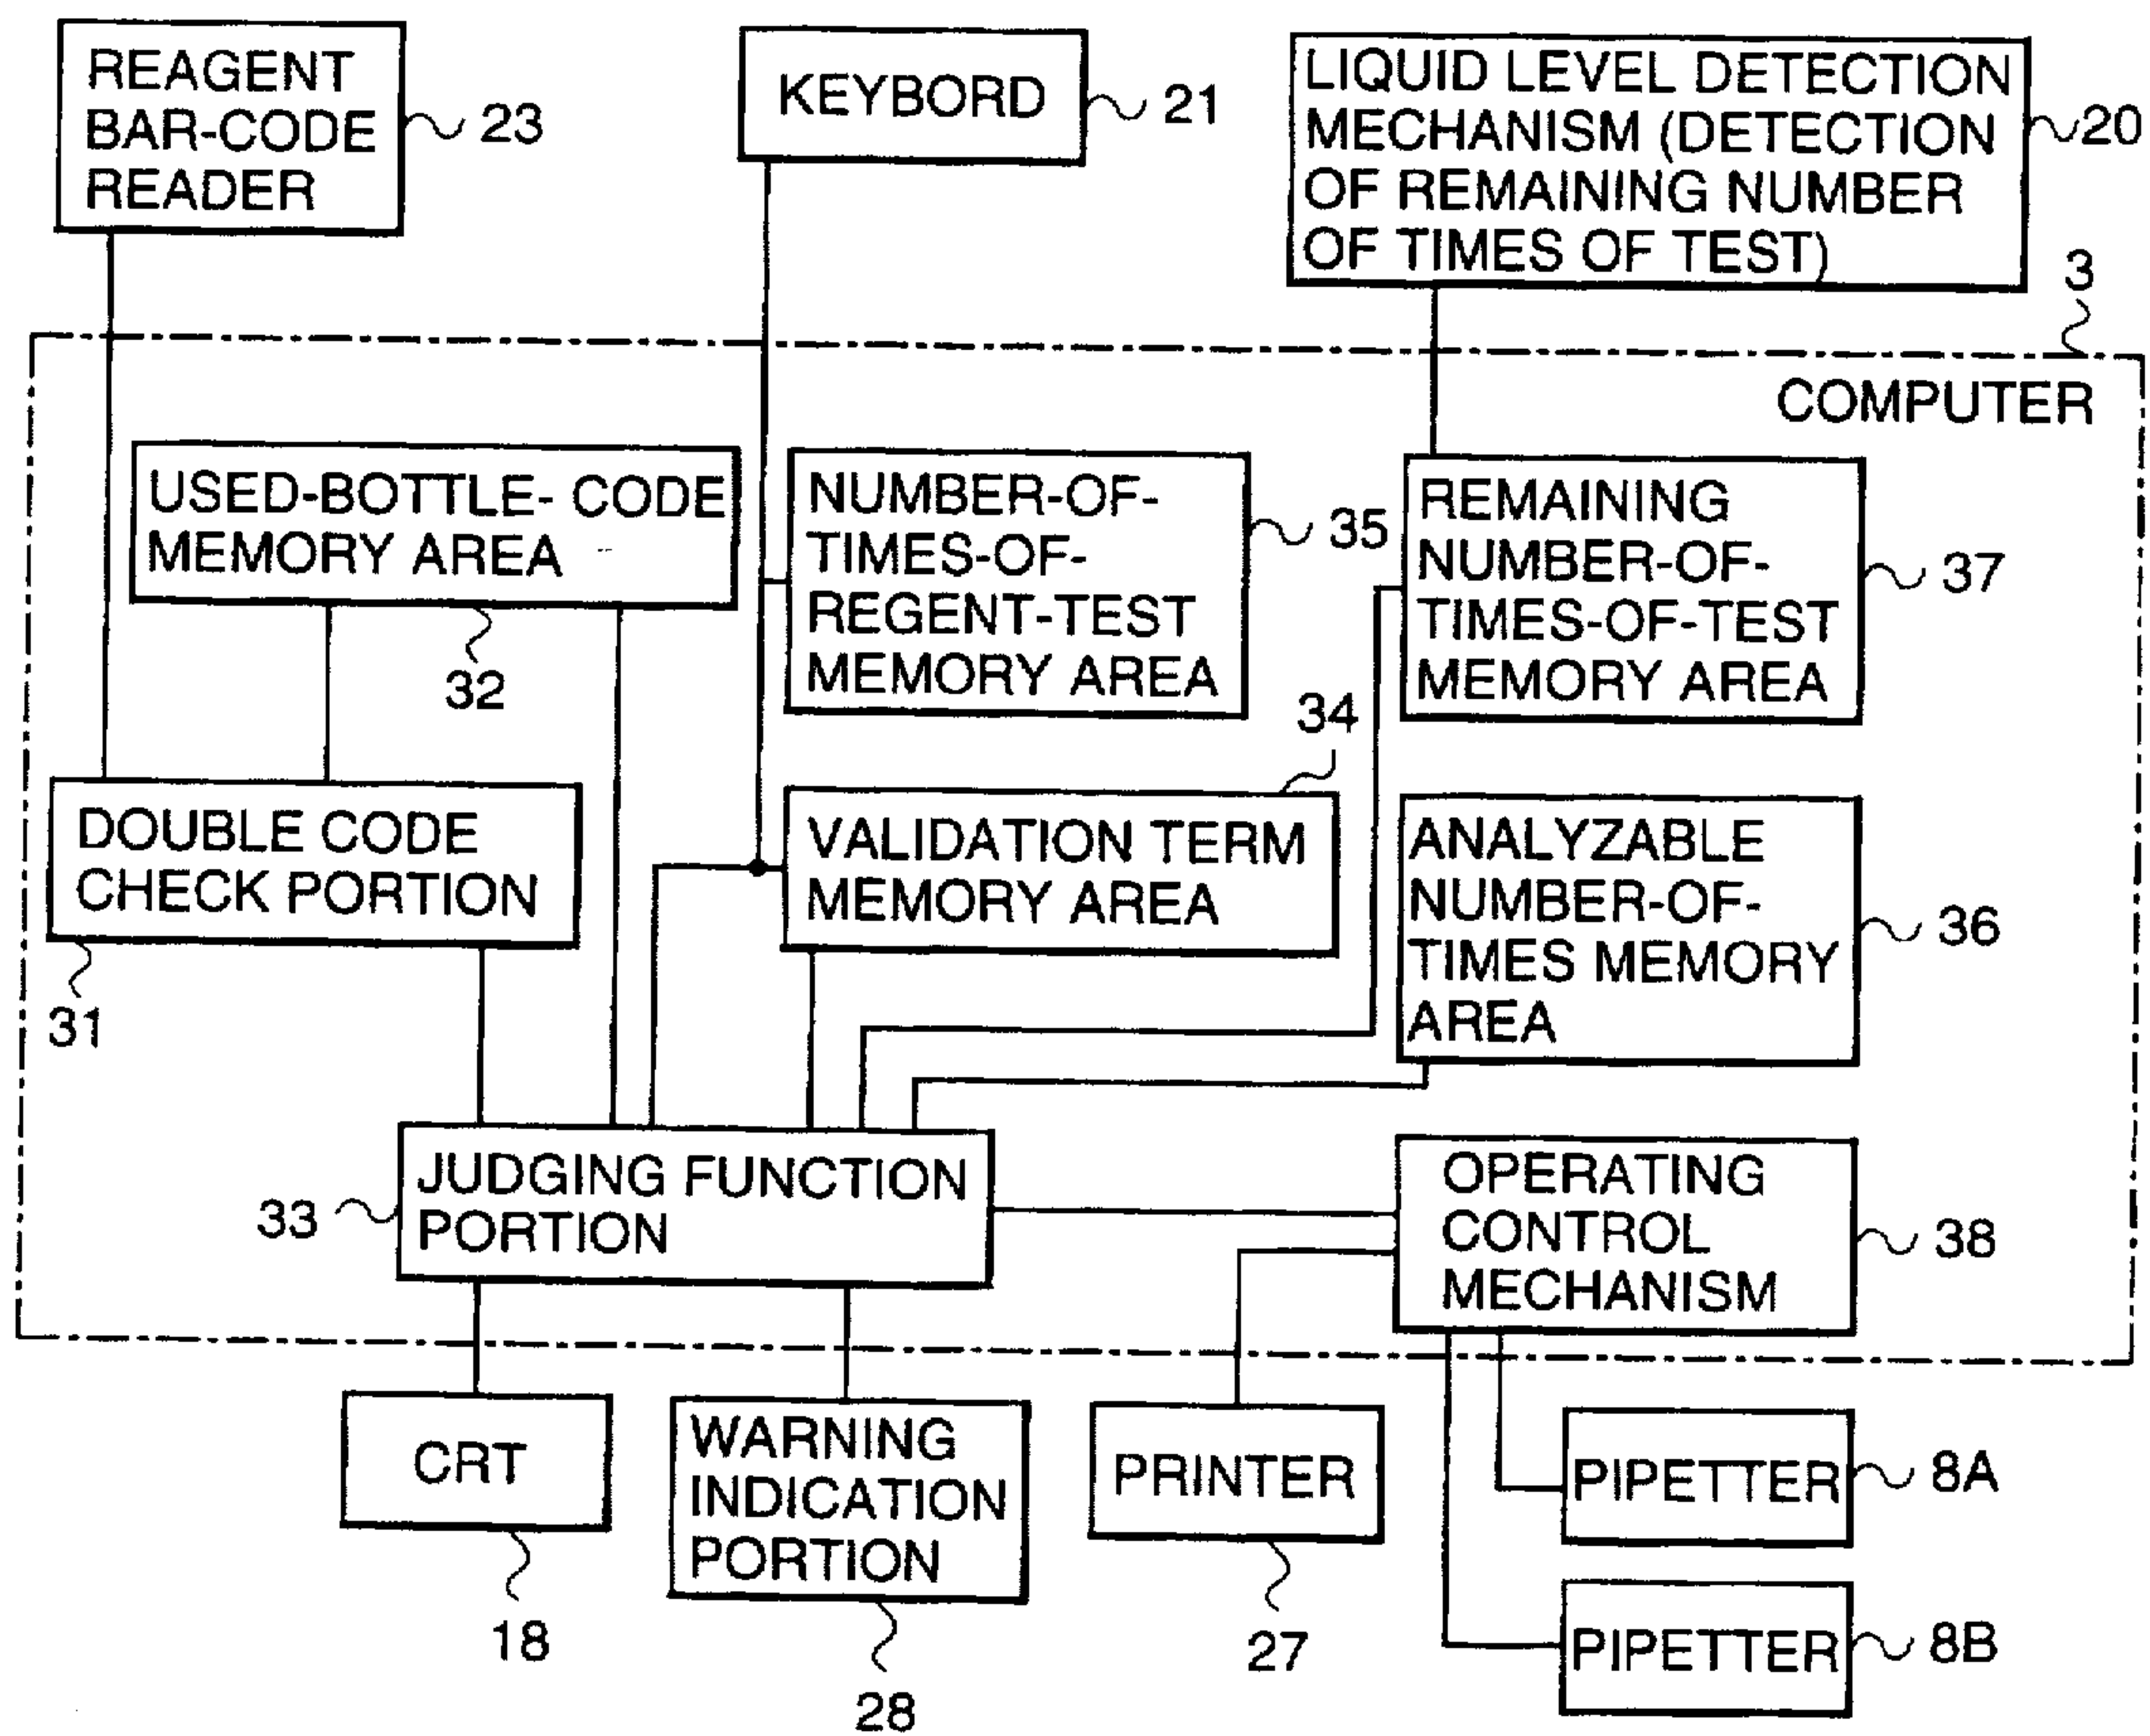 REAGENT
BAR-CODE
READER
23
KEYBORD
21
LIQUID LEVEL DETECTION
MECHANISM (DETECTION
OF REMAINING NUMBER
OF TIMES OF TEST)
20
3
COMPUTER
USED-BOTTLE- CODE
MEMORY AREA
32
NUMBER-OF-
TIMES-OF-
REGENT-TEST
MEMORY AREA
35
REMAINING
NUMBER-OF-
TIMES-OF-TEST
MEMORY AREA
37
34
DOUBLE CODE
CHECK PORTION
31
VALIDATION TERM
MEMORY AREA
ANALYZABLE
NUMBER-OF-
TIMES MEMORY
AREA
36
JUDGING FUNCTION
PORTION
33
OPERATING
CONTROL
MECHANISM
38
CRT
18
WARNING
INDICATION
PORTION
28
PRINTER
27
PIPETTER
8A
PIPETTER
8B